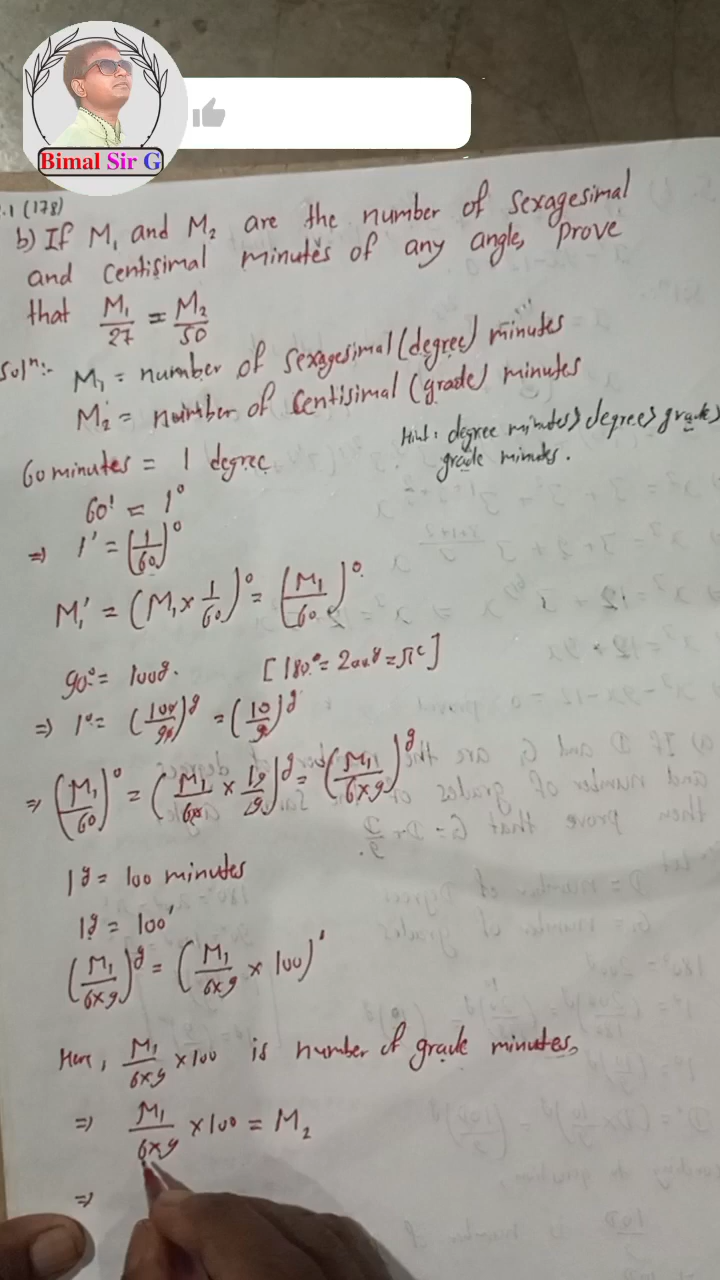 Bimal Sir G
.1 (178)
b) If M₁ and M₂ are the number of sexagesimal
and centisimal minutes of any angle, prove
that M₁/27 = M₂/50
Solⁿ:- M₁ = number of sexagesimal (degree) minutes
M₂ = number of centisimal (grade) minutes
Hint: degree minutes > degree > grade >
grade minutes.
60 minutes = 1 degree
60' = 1°
⇒ 1' = (1/60)°
M₁' = (M₁ × 1/60)° = (M₁/60)°
90° = 100g. [180° = 200g = πᶜ]
⇒ 1° = (100/90)ᵍ = (10/9)ᵍ
⇒ (M₁/60)° = (M₁/60 × 10/9)ᵍ = (M₁/6×9)ᵍ
1g = 100 minutes
1g = 100'
(M₁/6×9)ᵍ = (M₁/6×9 × 100)'
Here, M₁/6×9 × 100 is number of grade minutes,
⇒ M₁/6×9 × 100 = M₂
⇒